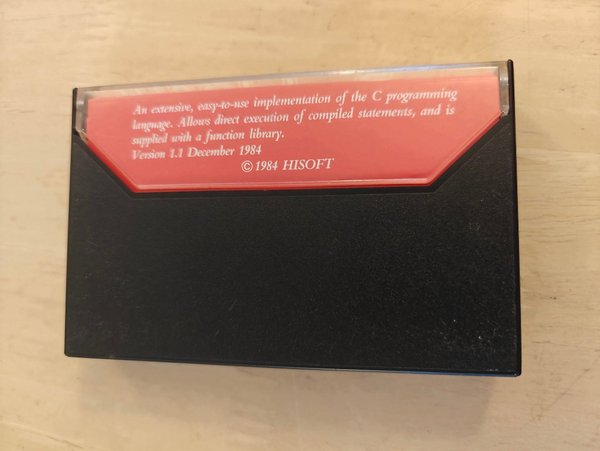 An extensive, easy-to-use implementation of the C programming
language. Allows direct execution of compiled statements, and is
supplied with a function library.
Version 1.1 December 1984
© 1984 HISOFT